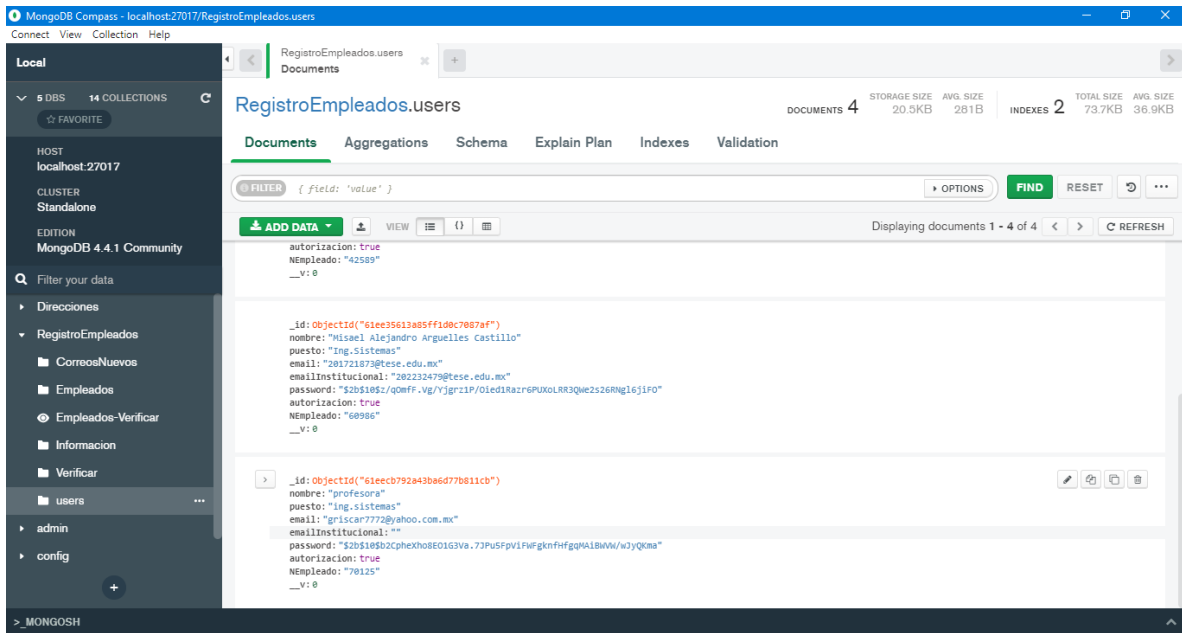 MongoDB Compass - localhost:27017/RegistroEmpleados.users
Connect View Collection Help
Local
5 DBS 14 COLLECTIONS
FAVORITE
HOST
localhost:27017
CLUSTER
Standalone
EDITION
MongoDB 4.4.1 Community
Filter your data
Direcciones
RegistroEmpleados
CorreosNuevos
Empleados
Empleados-Verificar
Informacion
Verificar
users
admin
config
>_MONGOSH
RegistroEmpleados.users
Documents
RegistroEmpleados.users
DOCUMENTS 4
STORAGE SIZE 20.5KB
AVG. SIZE 281B
INDEXES 2
TOTAL SIZE 73.7KB
AVG. SIZE 36.9KB
Documents Aggregations Schema Explain Plan Indexes Validation
FILTER { field: 'value' } OPTIONS FIND RESET
ADD DATA VIEW Displaying documents 1 - 4 of 4 REFRESH
autorizacion: true
NEmpleado: "42589"
__v: 0
_id: ObjectId("61ee35613a85ff1d0c7087af")
nombre: "Misael Alejandro Arguelles Castillo"
puesto: "Ing.Sistemas"
email: "201721873@tese.edu.mx"
emailInstitucional: "202232479@tese.edu.mx"
password: "$2b$10$z/qOmfF.Vg/Yjgrz1P/Oied1Razr6PUXoLRR3QWe2s26RNgl6jiFO"
autorizacion: true
NEmpleado: "60986"
__v: 0
_id: ObjectId("61eecb792a43ba6d77b811cb")
nombre: "profesora"
puesto: "ing.sistemas"
email: "griscar7772@yahoo.com.mx"
emailInstitucional: ""
password: "$2b$10$b2CpheXho8EO1G3Va.7JPu5FpViFWFgknfHfgqMAiBWVW/wJyQKma"
autorizacion: true
NEmpleado: "70125"
__v: 0